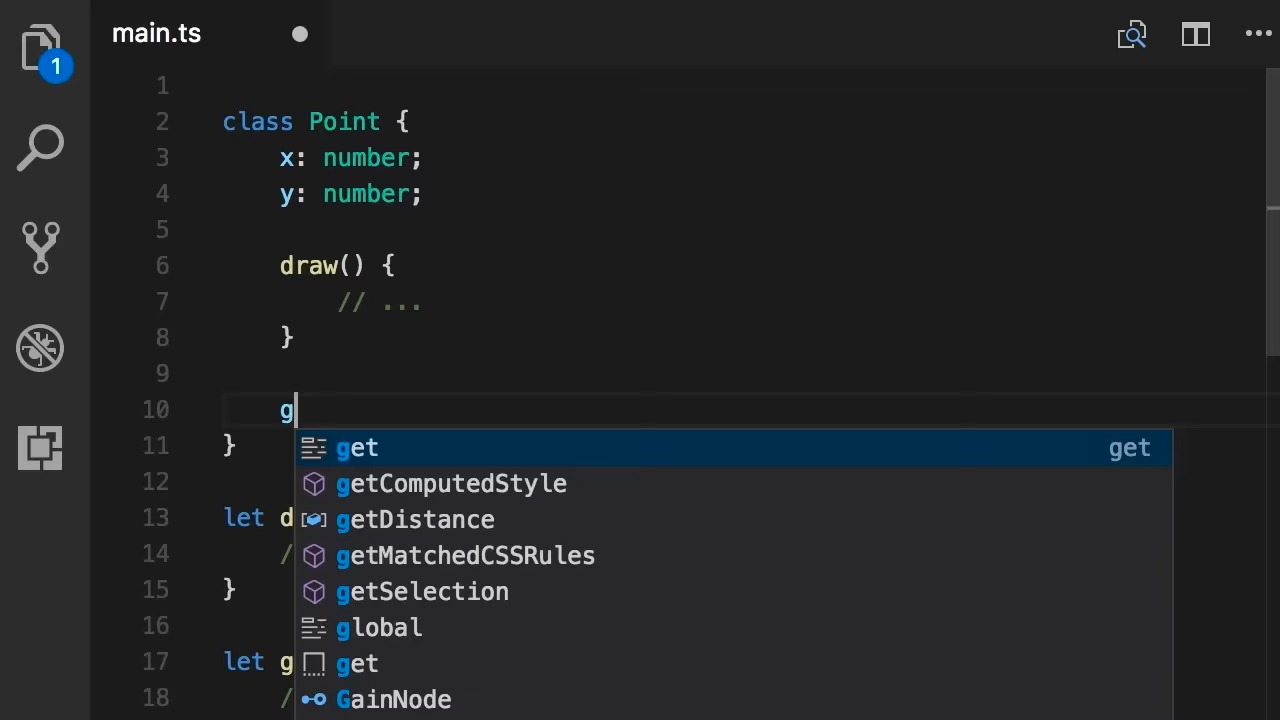 main.ts
1
1
2 class Point {
3 x: number;
4 y: number;
5
6 draw() {
7 // ...
8 }
9
10 g
11 }
12
13 let d
14 /
15 }
16
17 let g
18 /
get get
getComputedStyle
getDistance
getMatchedCSSRules
getSelection
global
get
GainNode